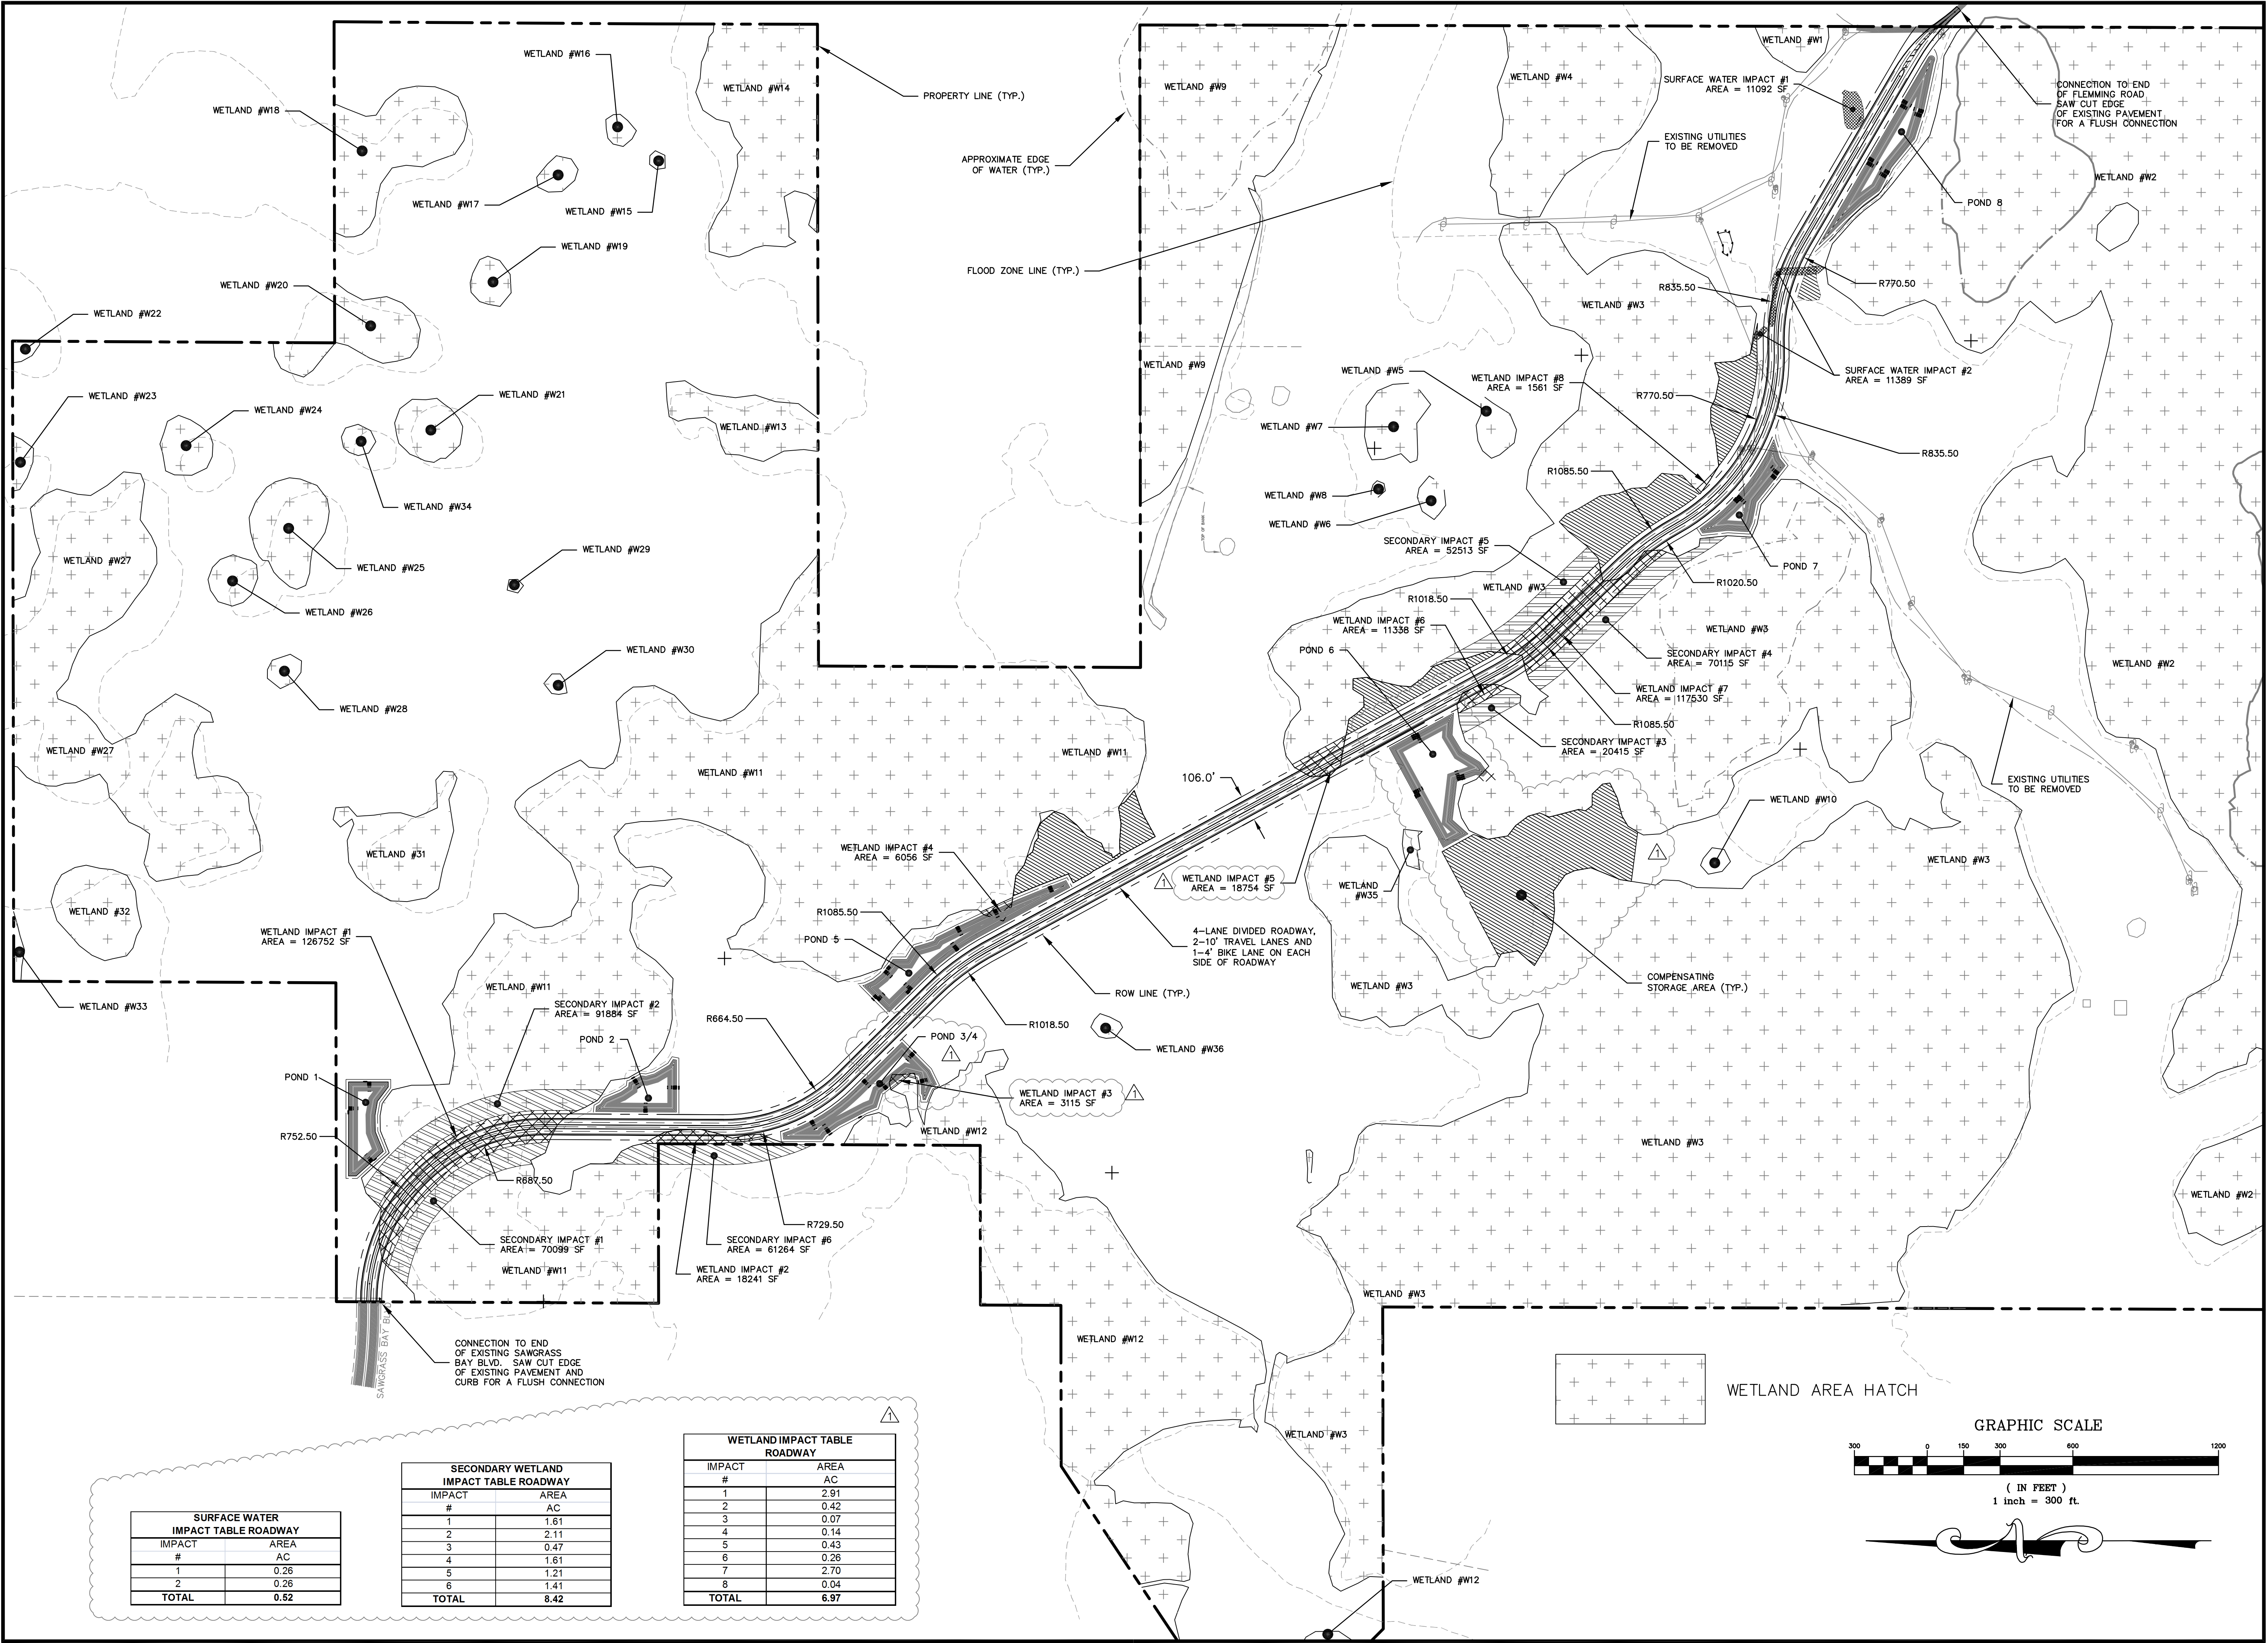 WETLAND #W16
WETLAND #W14
PROPERTY LINE (TYP.)
WETLAND #W18
WETLAND #W17
WETLAND #W15
WETLAND #W19
WETLAND #W20
WETLAND #W22
WETLAND #W23
WETLAND #W24
WETLAND #W21
WETLAND #W13
WETLAND #W34
WETLAND #W27
WETLAND #W25
WETLAND #W29
WETLAND #W26
WETLAND #W30
WETLAND #W28
WETLAND #W27
WETLAND #31
WETLAND #32
WETLAND #W33
APPROXIMATE EDGE
OF WATER (TYP.)
FLOOD ZONE LINE (TYP.)
WETLAND #W9
WETLAND #W9
TOP OF BANK
WETLAND #W4
WETLAND #W1
SURFACE WATER IMPACT #1
AREA = 11092 SF
EXISTING UTILITIES
TO BE REMOVED
CONNECTION TO END
OF FLEMMING ROAD
SAW CUT EDGE
OF EXISTING PAVEMENT
FOR A FLUSH CONNECTION
WETLAND #W2
POND 8
R770.50
R835.50
WETLAND #W3
SURFACE WATER IMPACT #2
AREA = 11389 SF
WETLAND #W5
WETLAND IMPACT #8
AREA = 1561 SF
R770.50
WETLAND #W7
R835.50
R1085.50
WETLAND #W8
WETLAND #W6
SECONDARY IMPACT #5
AREA = 52513 SF
POND 7
WETLAND #W3
R1020.50
R1018.50
WETLAND IMPACT #6
AREA = 11338 SF
POND 6
WETLAND #W3
SECONDARY IMPACT #4
AREA = 70115 SF
WETLAND IMPACT #7
AREA = 117530 SF
R1085.50
SECONDARY IMPACT #3
AREA = 20415 SF
WETLAND #W2
EXISTING UTILITIES
TO BE REMOVED
WETLAND #W10
WETLAND #W11
WETLAND #W11
106.0'
WETLAND IMPACT #4
AREA = 6056 SF
1
WETLAND IMPACT #5
AREA = 18754 SF
WETLAND
#W35
1
WETLAND #W3
R1085.50
POND 5
4-LANE DIVIDED ROADWAY,
2-10' TRAVEL LANES AND
1-4' BIKE LANE ON EACH
SIDE OF ROADWAY
COMPENSATING
STORAGE AREA (TYP.)
WETLAND #W3
ROW LINE (TYP.)
R1018.50
WETLAND #W36
WETLAND IMPACT #1
AREA = 126752 SF
WETLAND #W11
SECONDARY IMPACT #2
AREA = 91884 SF
R664.50
POND 2
POND 3/4
1
POND 1
WETLAND IMPACT #3
AREA = 3115 SF
1
R752.50
WETLAND #W12
WETLAND #W3
R687.50
WETLAND #W2
R729.50
SECONDARY IMPACT #1
AREA = 70099 SF
SECONDARY IMPACT #6
AREA = 61264 SF
WETLAND #W11
WETLAND IMPACT #2
AREA = 18241 SF
WETLAND #W3
WETLAND #W12
SAWGRASS BAY BL
CONNECTION TO END
OF EXISTING SAWGRASS
BAY BLVD. SAW CUT EDGE
OF EXISTING PAVEMENT AND
CURB FOR A FLUSH CONNECTION
WETLAND #W3
WETLAND #W12
WETLAND AREA HATCH
GRAPHIC SCALE
300 0 150 300 600 1200
( IN FEET )
1 inch = 300 ft.
1
SURFACE WATER
IMPACT TABLE ROADWAY
IMPACT AREA
# AC
1 0.26
2 0.26
TOTAL 0.52
SECONDARY WETLAND
IMPACT TABLE ROADWAY
IMPACT AREA
# AC
1 1.61
2 2.11
3 0.47
4 1.61
5 1.21
6 1.41
TOTAL 8.42
WETLAND IMPACT TABLE
ROADWAY
IMPACT AREA
# AC
1 2.91
2 0.42
3 0.07
4 0.14
5 0.43
6 0.26
7 2.70
8 0.04
TOTAL 6.97